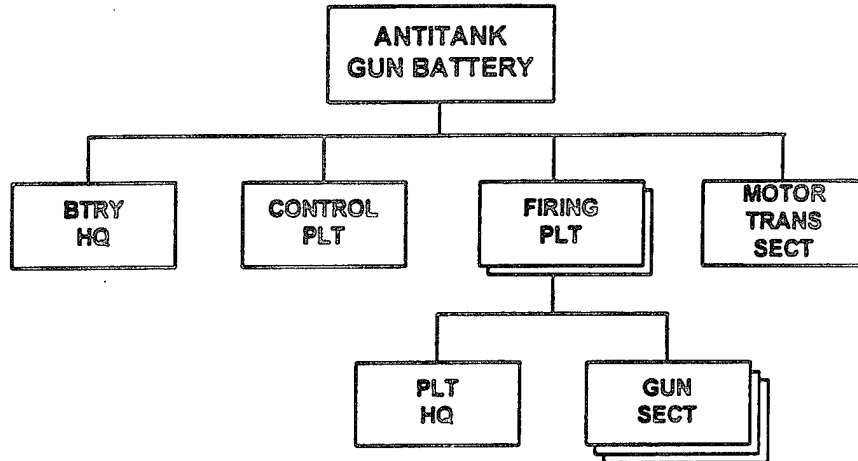 ANTITANK
GUN BATTERY
BTRY
HQ
CONTROL
PLT
FIRING
PLT
MOTOR
TRANS
SECT
PLT
HQ
GUN
SECT